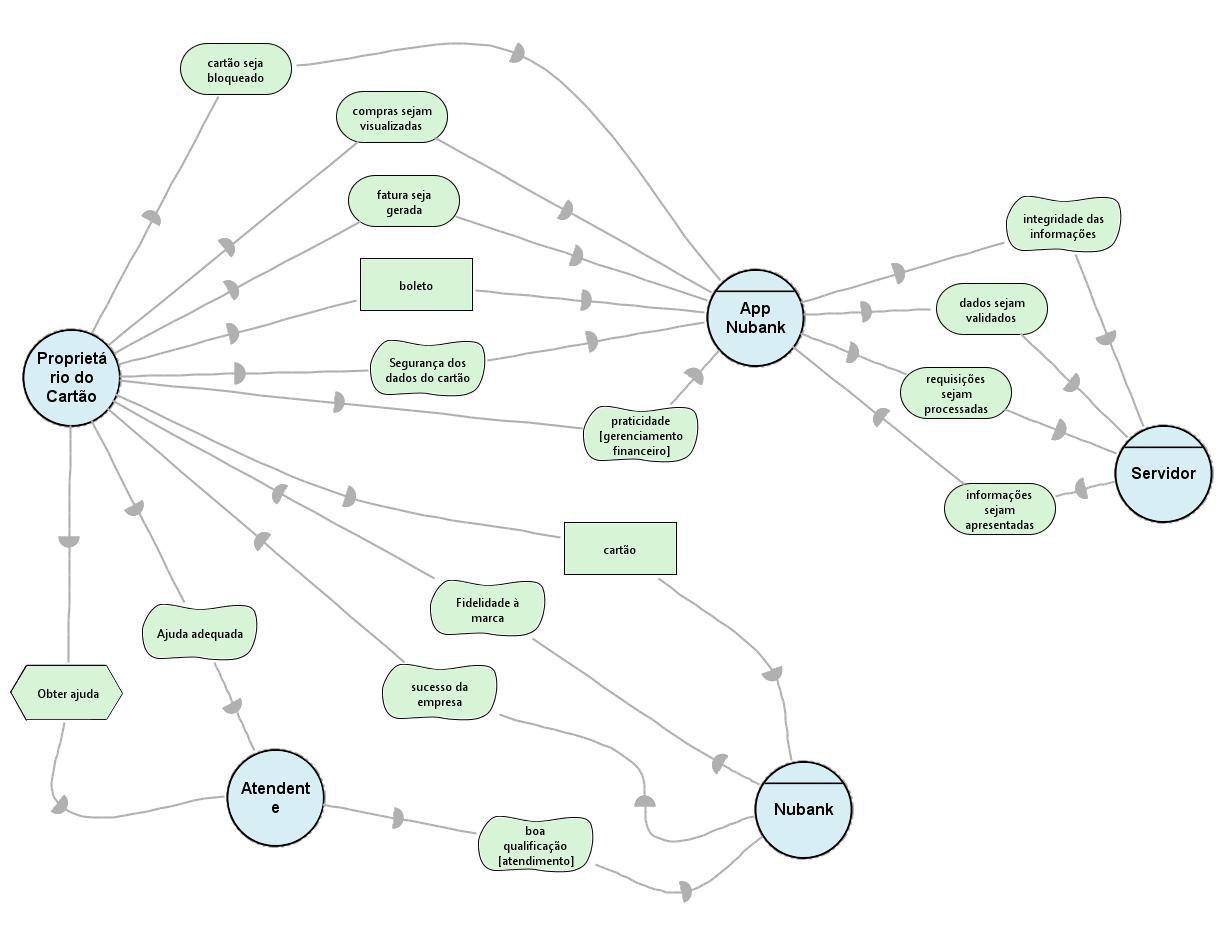 cartão seja
bloqueado
compras sejam
visualizadas
fatura seja
gerada
boleto
Segurança dos
dados do cartão
praticidade
[gerenciamento
financeiro]
Propriétá
rio do
Cartão
App
Nubank
integridade das
informações
dados sejam
validados
requisições
sejam
processadas
informações
sejam
apresentadas
Servidor
cartão
Fidelidade à
marca
sucesso da
empresa
Ajuda adequada
Obter ajuda
Atendent
e
boa
qualificação
[atendimento]
Nubank